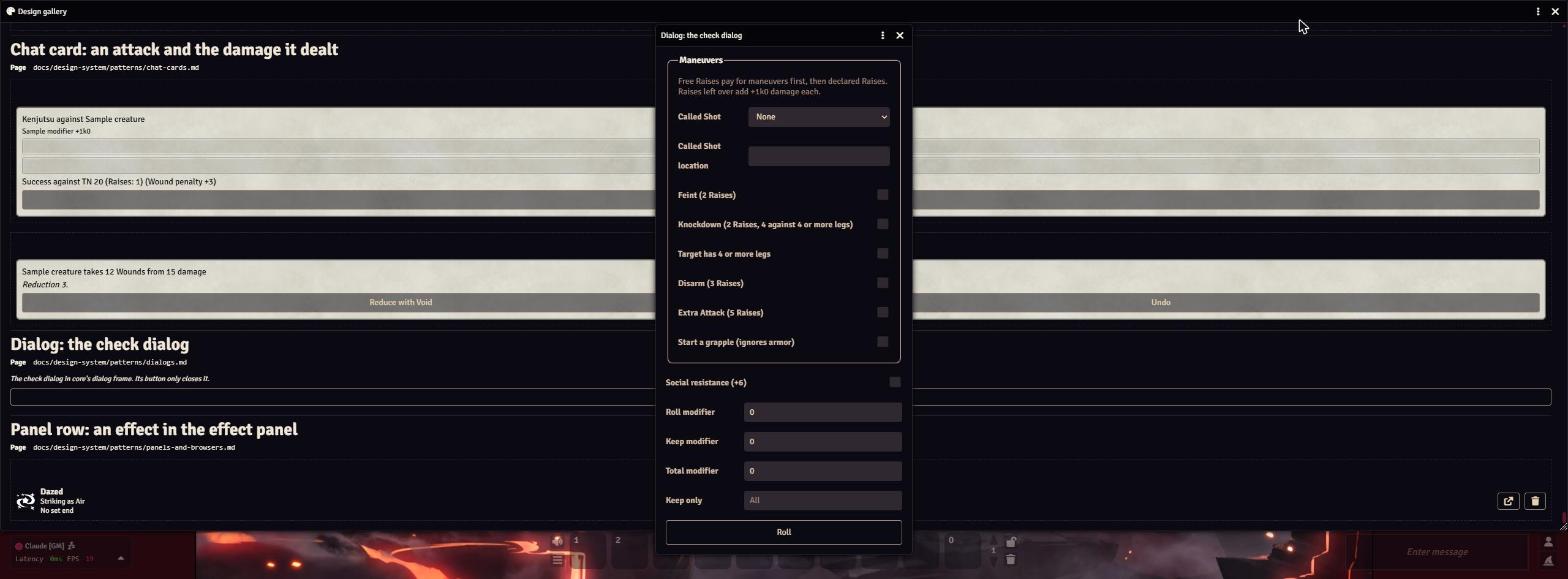 Design gallery
Chat card: an attack and the damage it dealt
Page docs/design-system/patterns/chat-cards.md
Kenjutsu against Sample creature
Sample modifier +1k0
Success against TN 20 (Raises: 1) (Wound penalty +3)
Sample creature takes 12 Wounds from 15 damage
Reduction 3.
Reduce with Void
Undo
Dialog: the check dialog
Page docs/design-system/patterns/dialogs.md
The check dialog in core's dialog frame. Its button only closes it.
Panel row: an effect in the effect panel
Page docs/design-system/patterns/panels-and-browsers.md
Dazed
Striking as Air
No set end
Dialog: the check dialog
Maneuvers
Free Raises pay for maneuvers first, then declared Raises.
Raises left over add +1k0 damage each.
Called Shot None
Called Shot
location
Feint (2 Raises)
Knockdown (2 Raises, 4 against 4 or more legs)
Target has 4 or more legs
Disarm (3 Raises)
Extra Attack (5 Raises)
Start a grapple (ignores armor)
Social resistance (+6)
Roll modifier 0
Keep modifier 0
Total modifier 0
Keep only All
Roll
Claude [GM]
Latency 0ms FPS 19
1 2 0
1
Enter message